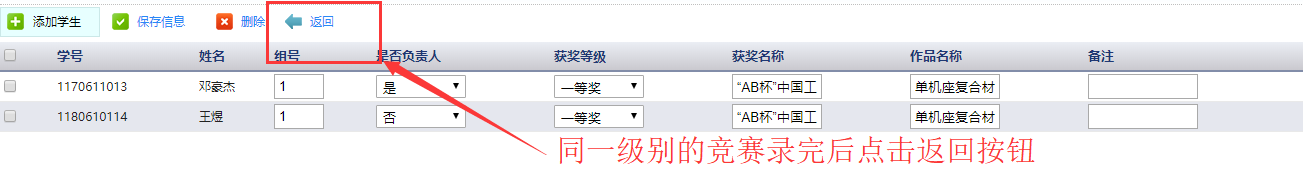 添加学生 保存信息 删除 返回
学号 姓名 组号 是否负责人 获奖等级 获奖名称 作品名称 备注
1170611013 邓豪杰 1 是 一等奖 “AB杯”中国工 单机座复合材
1180610114 王煜 1 否 一等奖 “AB杯”中国工 单机座复合材
同一级别的竞赛录完后点击返回按钮